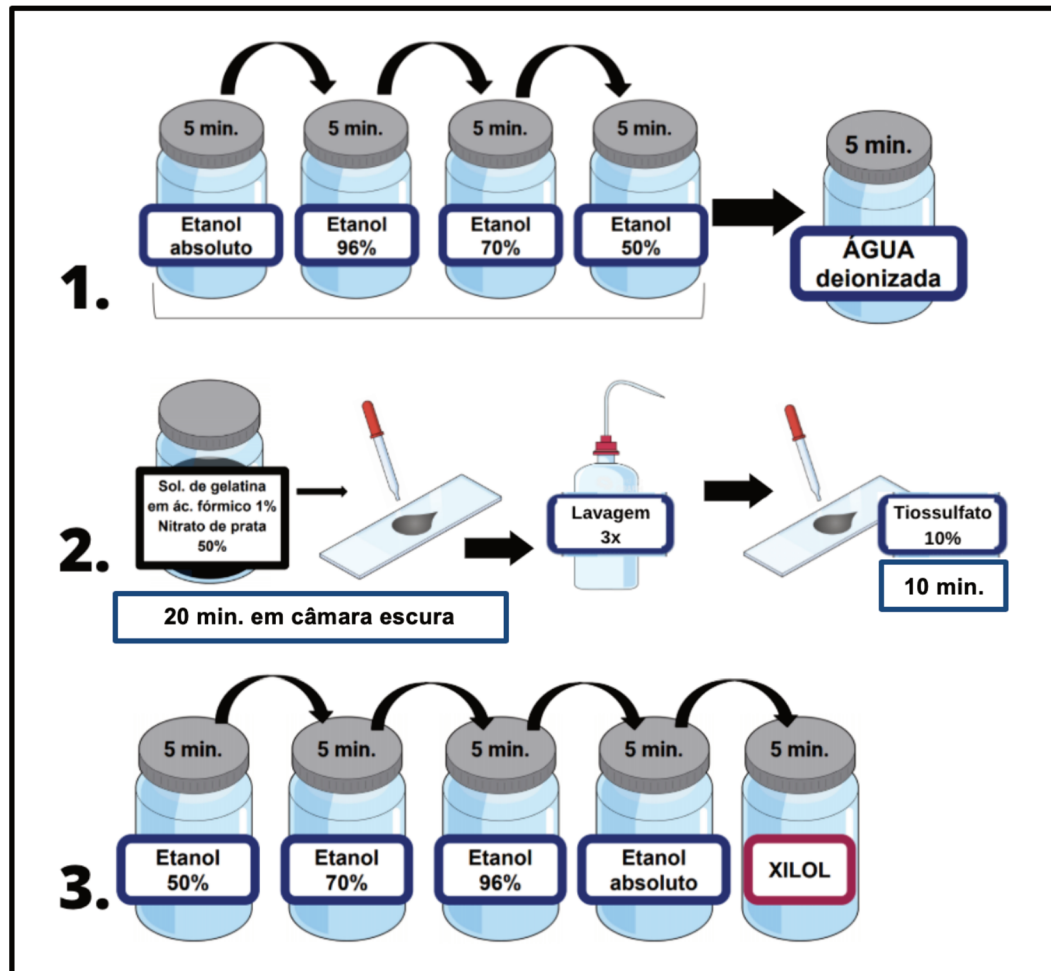 5 min.
5 min.
5 min.
5 min.
5 min.
Etanol
absoluto
Etanol
96%
Etanol
70%
Etanol
50%
ÁGUA
deionizada
1.
Sol. de gelatina
em ác. fórmico 1%
Nitrato de prata
50%
Lavagem
3x
Tiossulfato
10%
2.
20 min. em câmara escura
10 min.
5 min.
5 min.
5 min.
5 min.
5 min.
Etanol
50%
Etanol
70%
Etanol
96%
Etanol
absoluto
XILOL
3.